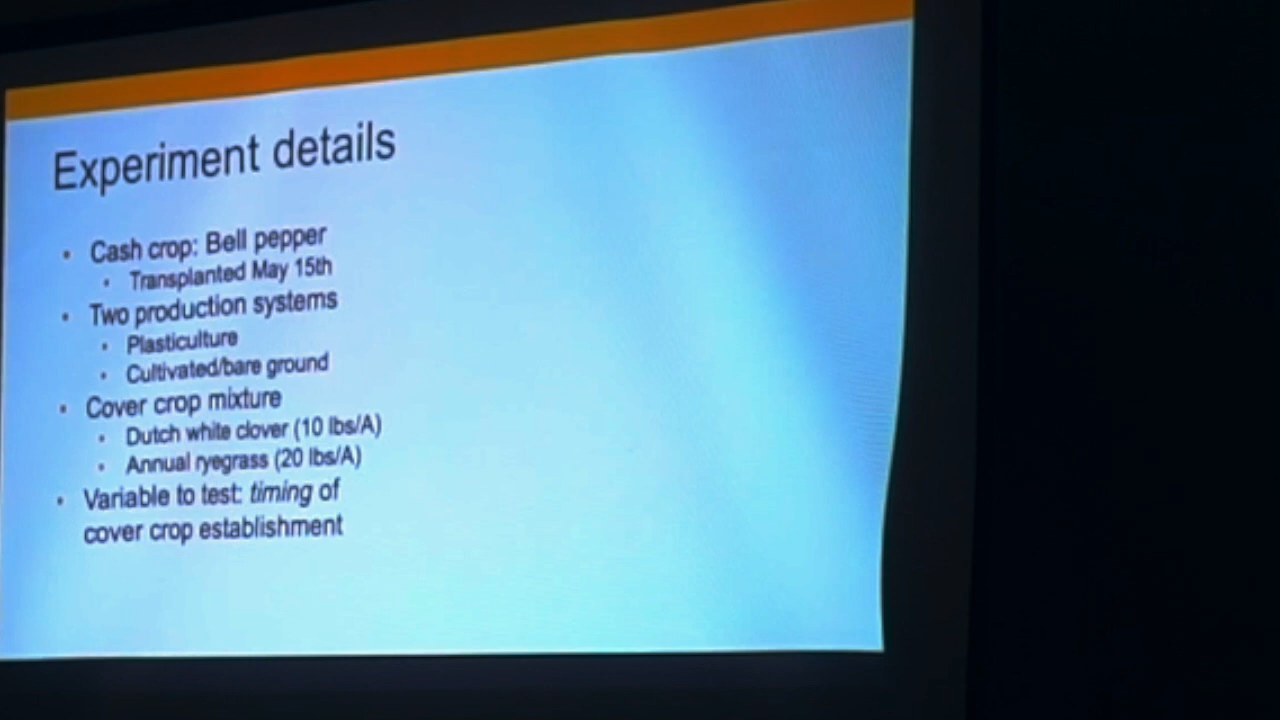 Experiment details
• Cash crop: Bell pepper
• Transplanted May 15th
• Two production systems
• Plasticulture
• Cultivated/bare ground
• Cover crop mixture
• Dutch white clover (10 lbs/A)
• Annual ryegrass (20 lbs/A)
• Variable to test: timing of
cover crop establishment